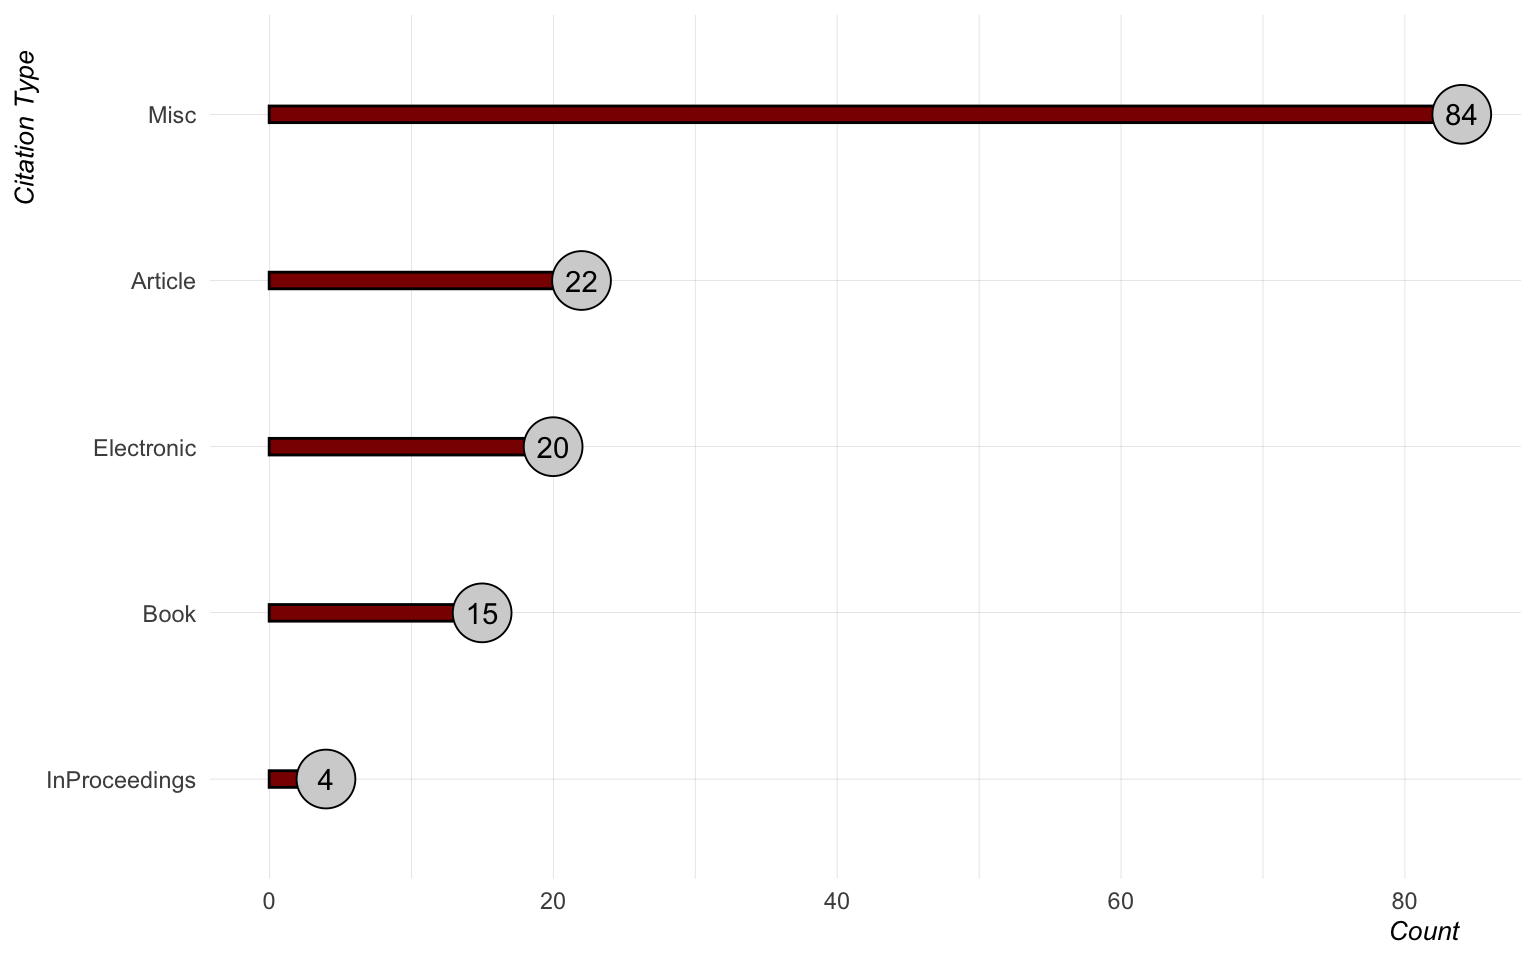 Citation Type
Misc
84
Article
22
Electronic
20
Book
15
InProceedings
4
0 20 40 60 80
Count